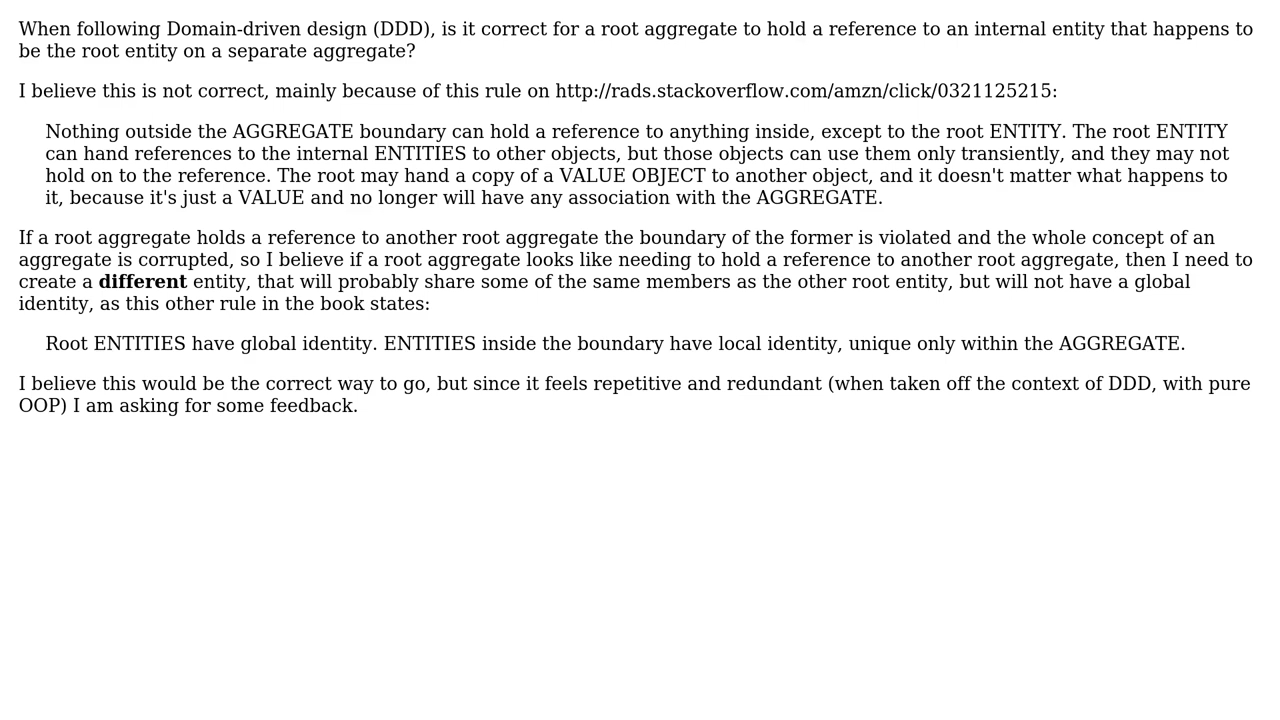 When following Domain-driven design (DDD), is it correct for a root aggregate to hold a reference to an internal entity that happens to
be the root entity on a separate aggregate?
I believe this is not correct, mainly because of this rule on http://rads.stackoverflow.com/amzn/click/0321125215:
Nothing outside the AGGREGATE boundary can hold a reference to anything inside, except to the root ENTITY. The root ENTITY
can hand references to the internal ENTITIES to other objects, but those objects can use them only transiently, and they may not
hold on to the reference. The root may hand a copy of a VALUE OBJECT to another object, and it doesn't matter what happens to
it, because it's just a VALUE and no longer will have any association with the AGGREGATE.
If a root aggregate holds a reference to another root aggregate the boundary of the former is violated and the whole concept of an
aggregate is corrupted, so I believe if a root aggregate looks like needing to hold a reference to another root aggregate, then I need to
create a different entity, that will probably share some of the same members as the other root entity, but will not have a global
identity, as this other rule in the book states:
Root ENTITIES have global identity. ENTITIES inside the boundary have local identity, unique only within the AGGREGATE.
I believe this would be the correct way to go, but since it feels repetitive and redundant (when taken off the context of DDD, with pure
OOP) I am asking for some feedback.